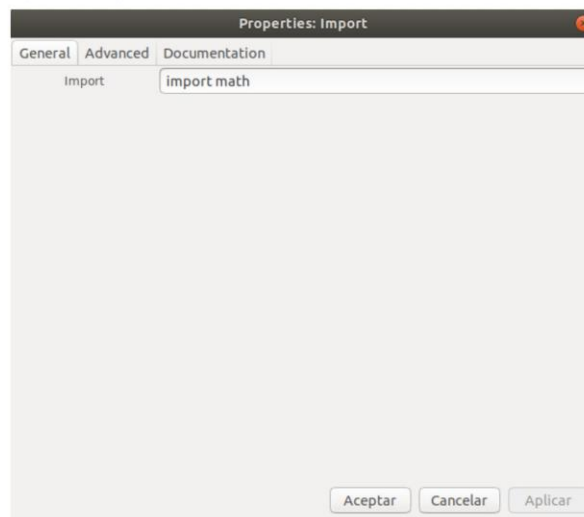 Properties: Import
General Advanced Documentation
Import import math
Aceptar Cancelar Aplicar